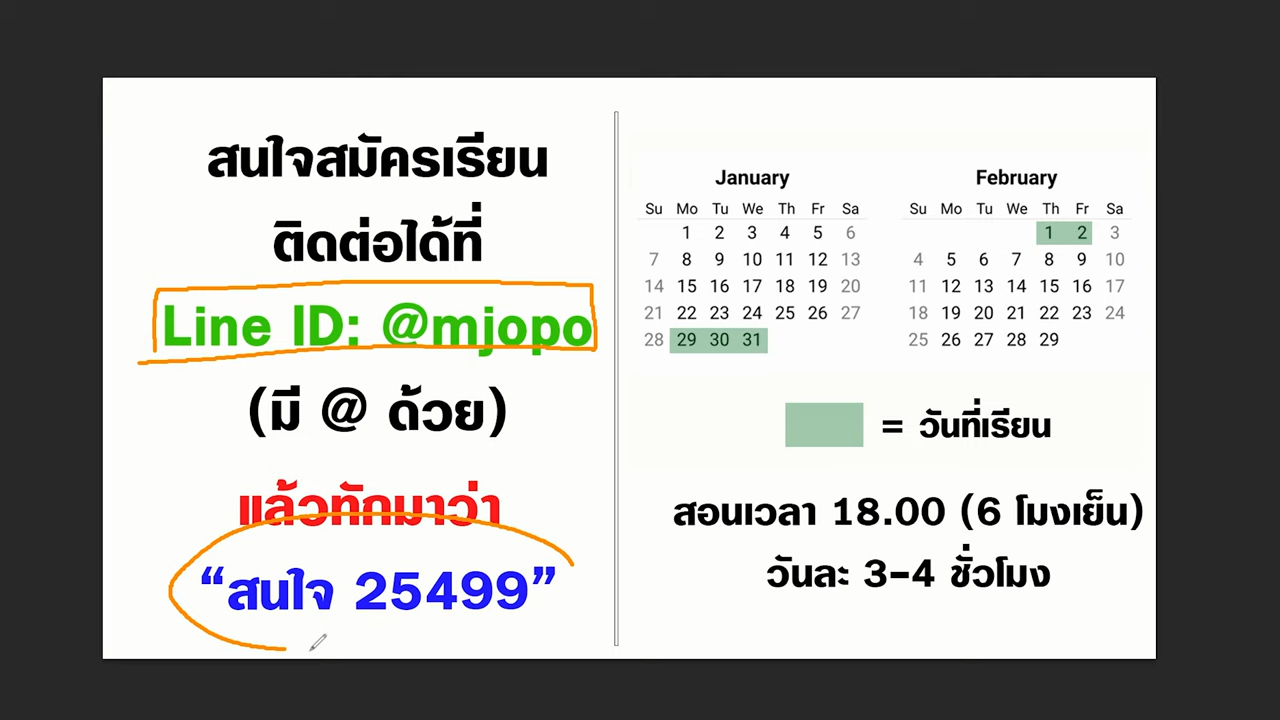 สนใจสมัครเรียน
ติดต่อได้ที่
Line ID: @mjopo
(มี @ ด้วย)
แล้วทักมาว่า
“สนใจ 25499”
January
Su Mo Tu We Th Fr Sa
1 2 3 4 5 6
7 8 9 10 11 12 13
14 15 16 17 18 19 20
21 22 23 24 25 26 27
28 29 30 31
February
Su Mo Tu We Th Fr Sa
1 2 3
4 5 6 7 8 9 10
11 12 13 14 15 16 17
18 19 20 21 22 23 24
25 26 27 28 29
= วันที่เรียน
สอนเวลา 18.00 (6 โมงเย็น)
วันละ 3-4 ชั่วโมง